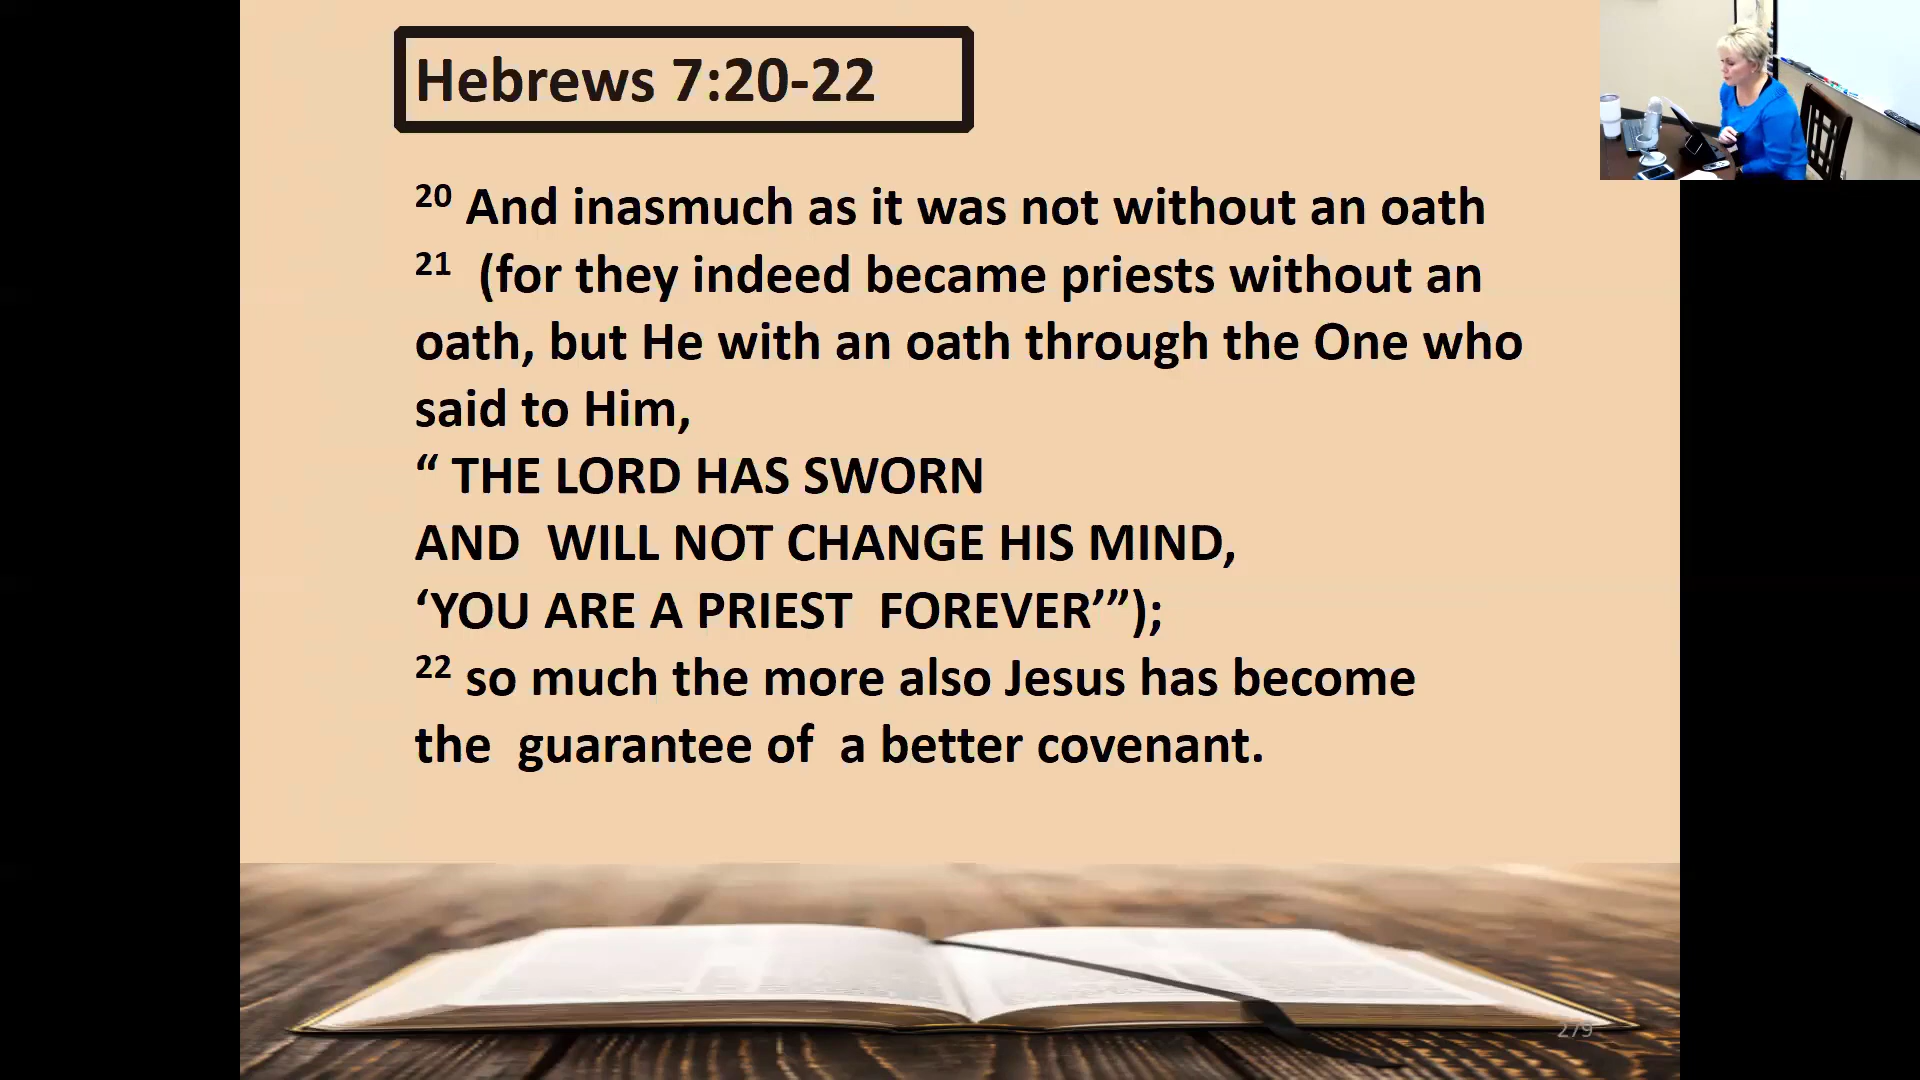 Hebrews 7:20-22
20 And inasmuch as it was not without an oath
21 (for they indeed became priests without an
oath, but He with an oath through the One who
said to Him,
“ THE LORD HAS SWORN
AND WILL NOT CHANGE HIS MIND,
‘YOU ARE A PRIEST FOREVER’”);
22 so much the more also Jesus has become
the guarantee of a better covenant.
279